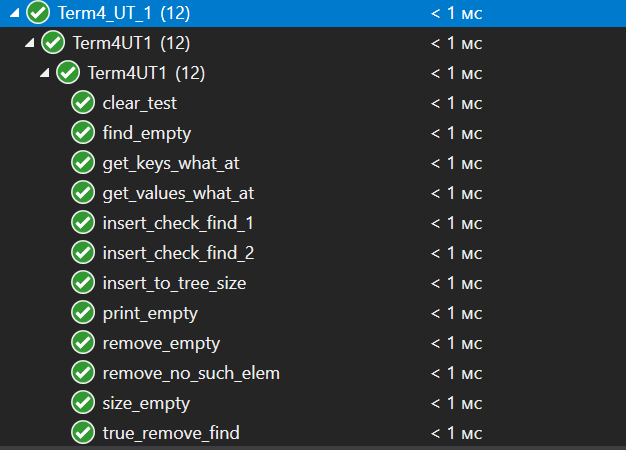 Term4_UT_1 (12) < 1 мс
Term4UT1 (12) < 1 мс
Term4UT1 (12) < 1 мс
clear_test < 1 мс
find_empty < 1 мс
get_keys_what_at < 1 мс
get_values_what_at < 1 мс
insert_check_find_1 < 1 мс
insert_check_find_2 < 1 мс
insert_to_tree_size < 1 мс
print_empty < 1 мс
remove_empty < 1 мс
remove_no_such_elem < 1 мс
size_empty < 1 мс
true_remove_find < 1 мс